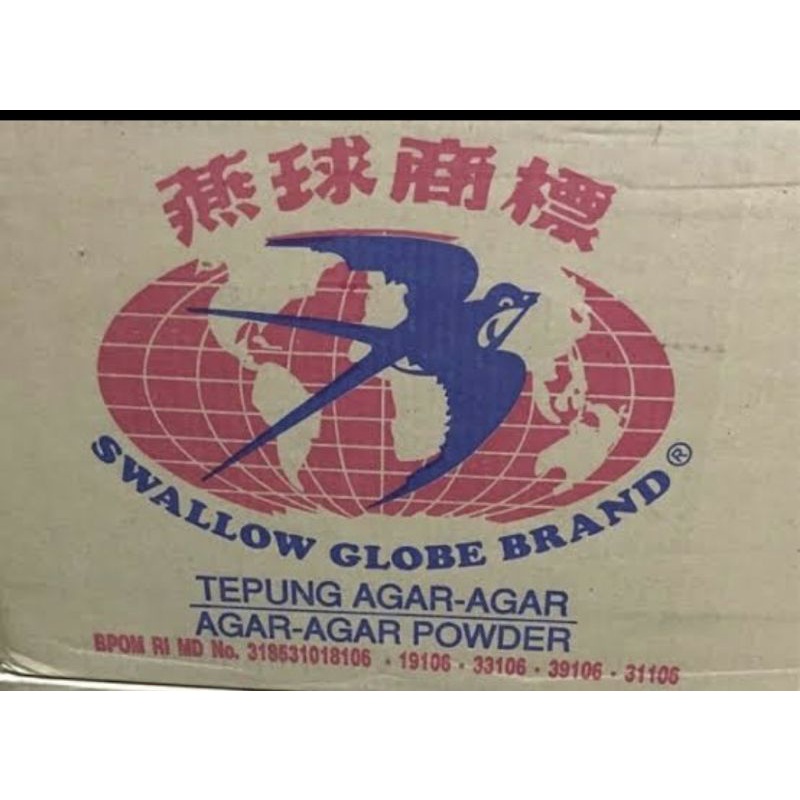 燕球商標
SWALLOW GLOBE BRAND®
TEPUNG AGAR-AGAR
AGAR-AGAR POWDER
BPOM RI MD No. 318531018106 - 19106 - 33106 - 39106 - 31106